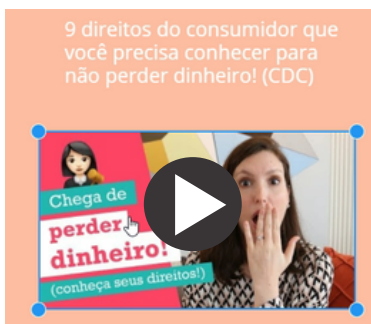 9 direitos do consumidor que
você precisa conhecer para
não perder dinheiro! (CDC)
Chega de
perder
dinheiro!
(conheça seus direitos!)